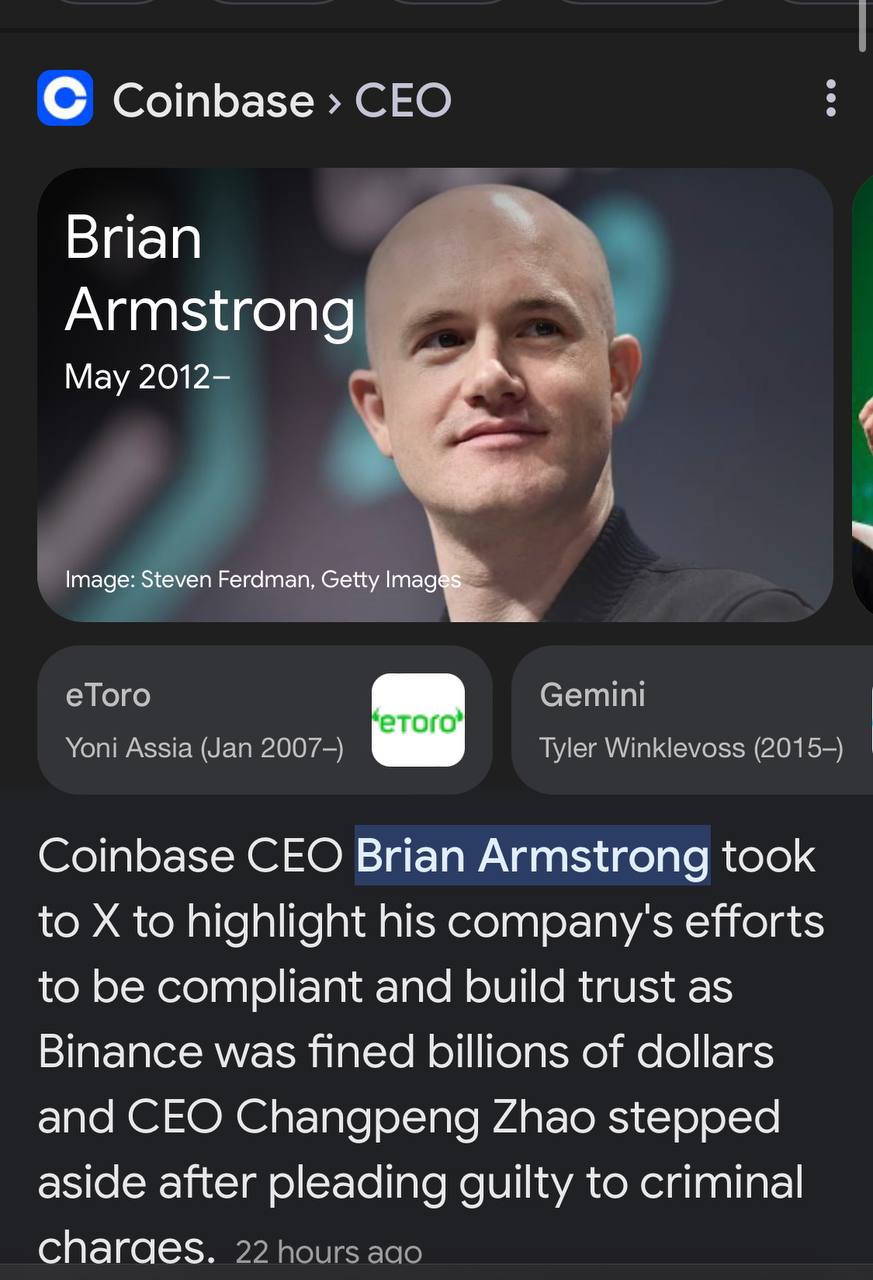 Coinbase › CEO
Brian
Armstrong
May 2012–
Image: Steven Ferdman, Getty Images
eToro
Yoni Assia (Jan 2007–)
eToro
Gemini
Tyler Winklevoss (2015–)
Coinbase CEO Brian Armstrong took
to X to highlight his company's efforts
to be compliant and build trust as
Binance was fined billions of dollars
and CEO Changpeng Zhao stepped
aside after pleading guilty to criminal
charges. 22 hours ago